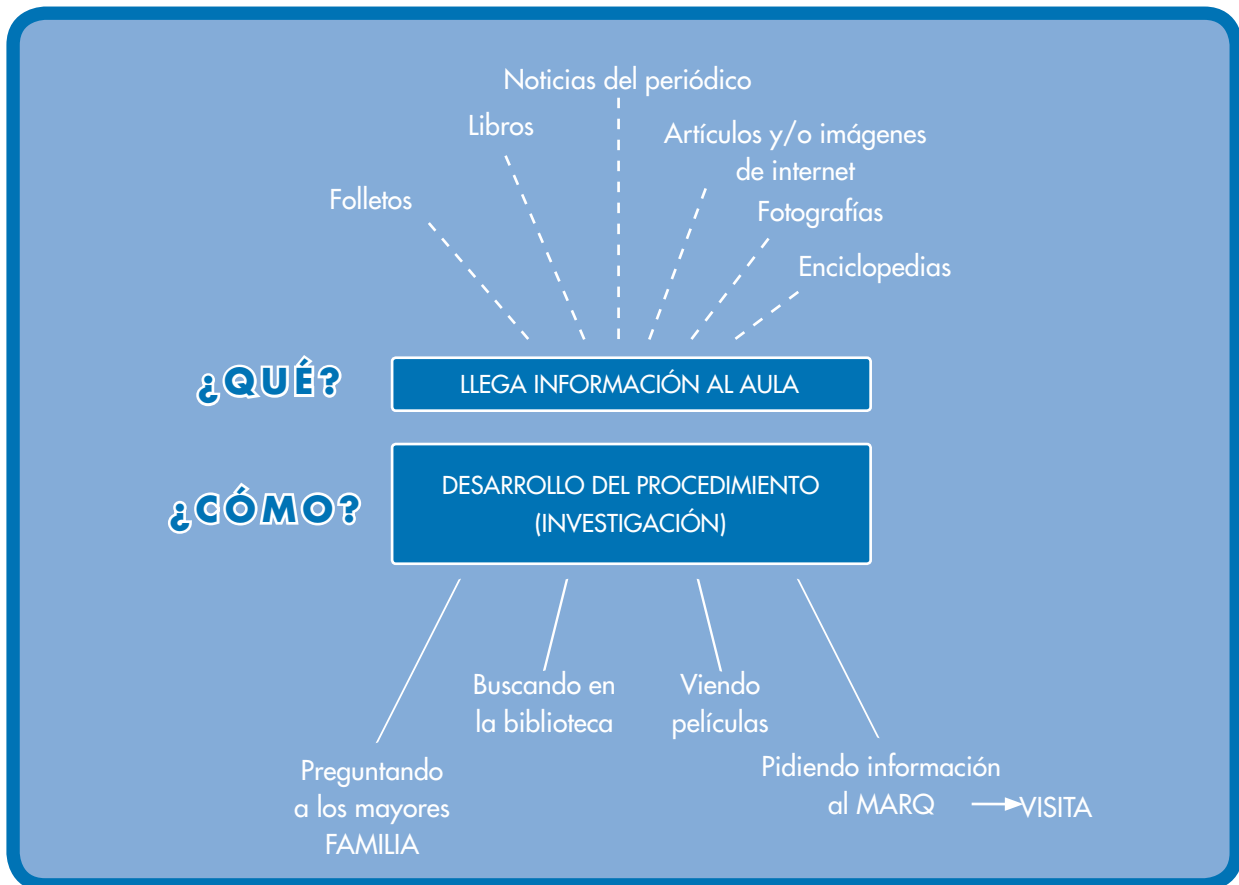 Noticias del periódico
Libros
Artículos y/o imágenes
de internet
Folletos
Fotografías
Enciclopedias
¿QUÉ?
LLEGA INFORMACIÓN AL AULA
¿CÓMO?
DESARROLLO DEL PROCEDIMIENTO
(INVESTIGACIÓN)
Preguntando
a los mayores
FAMILIA
Buscando en
la biblioteca
Viendo
películas
Pidiendo información
al MARQ
VISITA